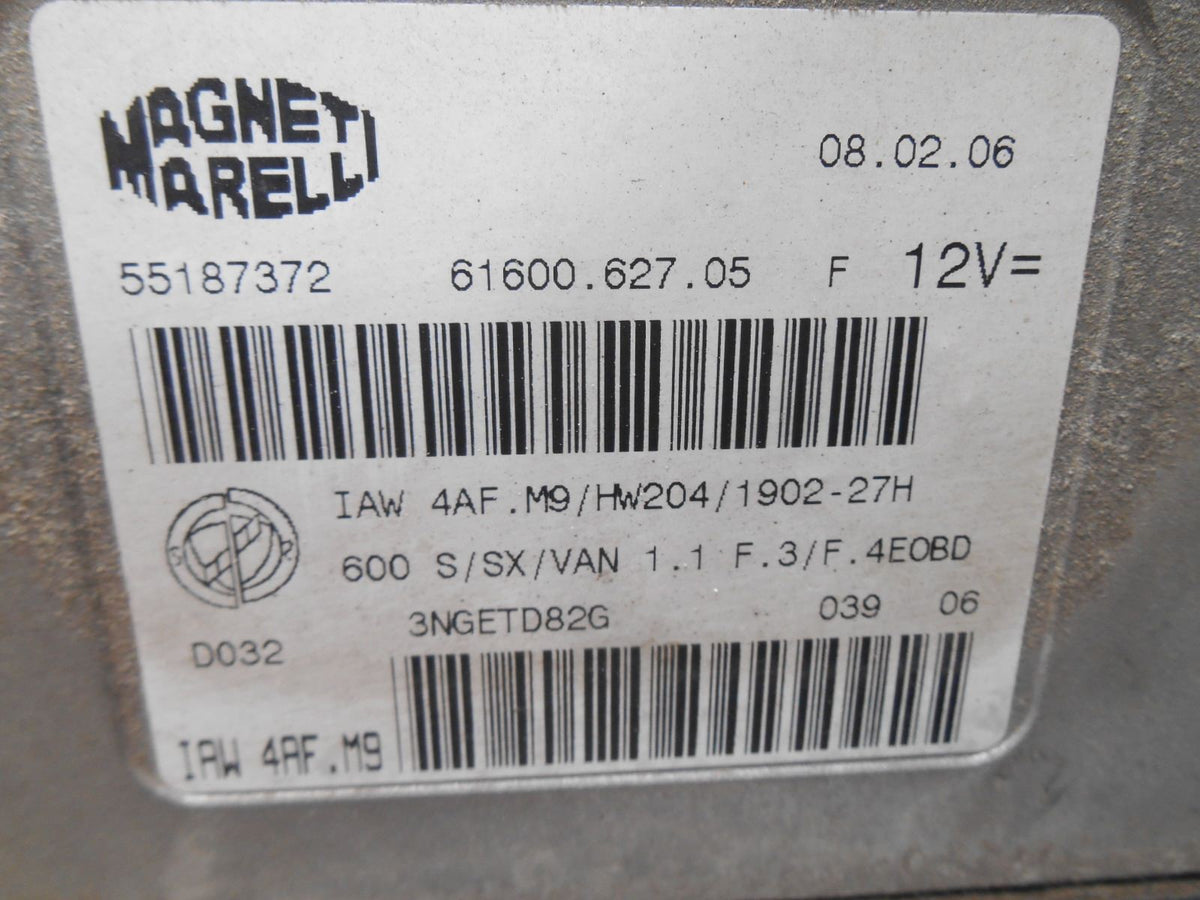 MAGNETI
MARELLI
08.02.06
55187372 61600.627.05 F 12V=
IAW 4AF.M9/HW204/1902-27H
600 S/SX/VAN 1.1 F.3/F.4EOBD
3NGETD82G 039 06
D032
IAW 4AF.M9